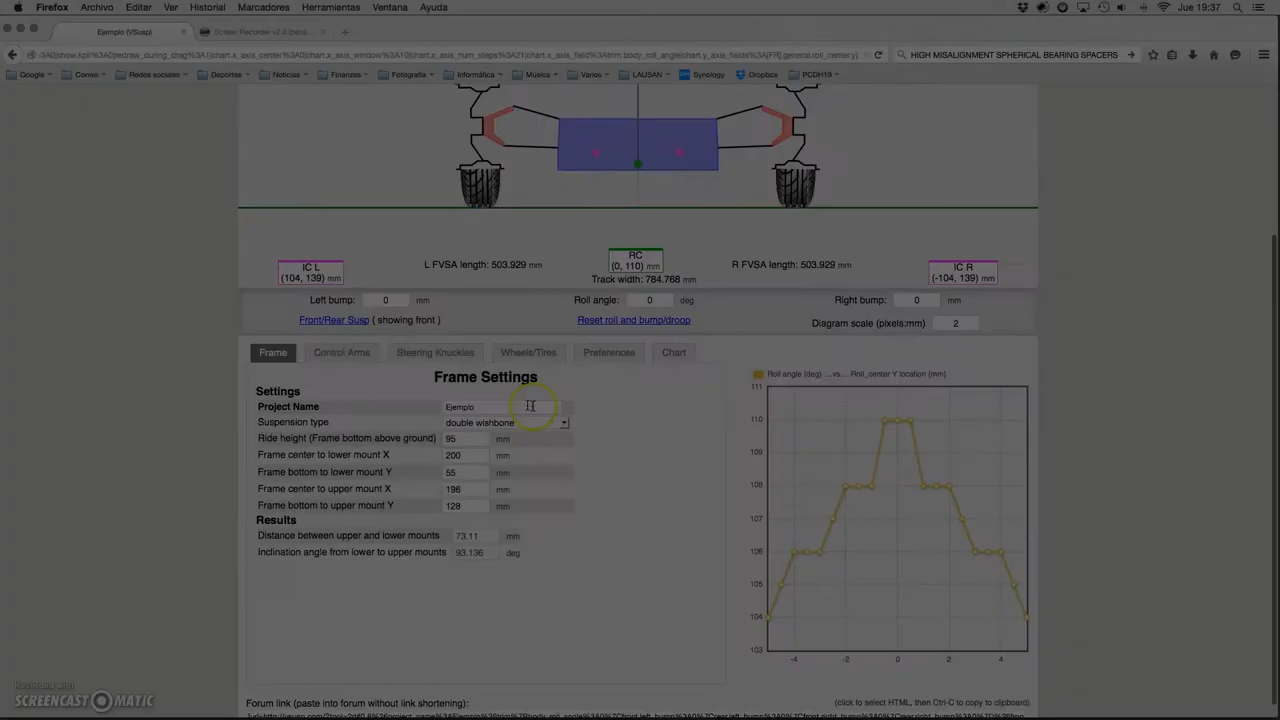 Firefox Archivo Editar Ver Historial Marcadores Herramientas Ventana Ayuda Jue 19:37
Ejemplo (VSusp) Screen Recorder
HIGH MISALIGNMENT SPHERICAL BEARING SPACERS
Google Correo Redes sociales Deportes Noticias Finanzas Fotografia Informática Música Varios LAUSAN Synology Dropbox PCDH19
IC L
(104, 139) mm
L FVSA length: 503.929 mm
RC
(0, 110) mm
Track width: 784.768 mm
R FVSA length: 503.929 mm
IC R
(-104, 139) mm
Left bump: 0 mm Roll angle: 0 deg Right bump: 0 mm
Front/Rear Susp ( showing front ) Reset roll and bump/droop Diagram scale (pixels:mm) 2
Frame Control Arms Steering Knuckles Wheels/Tires Preferences Chart
Frame Settings
Settings
Project Name Ejemplo
Suspension type double wishbone
Ride height (Frame bottom above ground) 95 mm
Frame center to lower mount X 200 mm
Frame bottom to lower mount Y 55 mm
Frame center to upper mount X 196 mm
Frame bottom to upper mount Y 128 mm
Results
Distance between upper and lower mounts 73.11 mm
Inclination angle from lower to upper mounts 93.136 deg
Roll angle (deg) ...vs.... Roll_center Y location (mm)
111
110
109
108
107
106
105
104
103
-4 -2 0 2 4
Recorded with
SCREENCAST MATIC
Forum link (paste into forum without link shortening): (click to select HTML, then Ctrl-C to copy to clipboard)